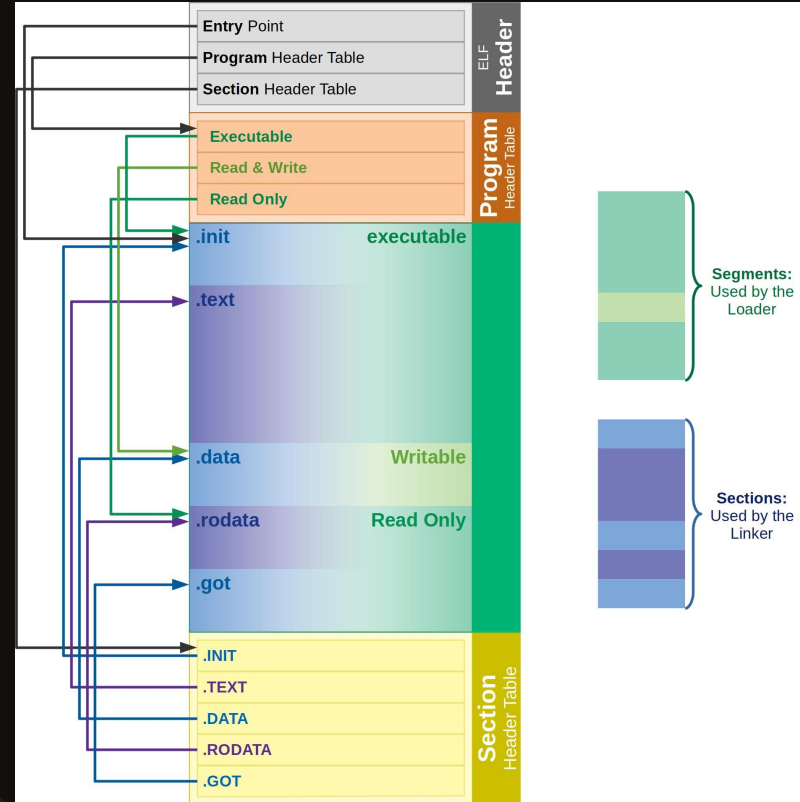 Entry Point
Program Header Table
Section Header Table
ELF
Header
Executable
Read & Write
Read Only
Program
Header Table
.init
executable
.text
.data
Writable
.rodata
Read Only
.got
Segments:
Used by the
Loader
Sections:
Used by the
Linker
.INIT
.TEXT
.DATA
.RODATA
.GOT
Section
Header Table